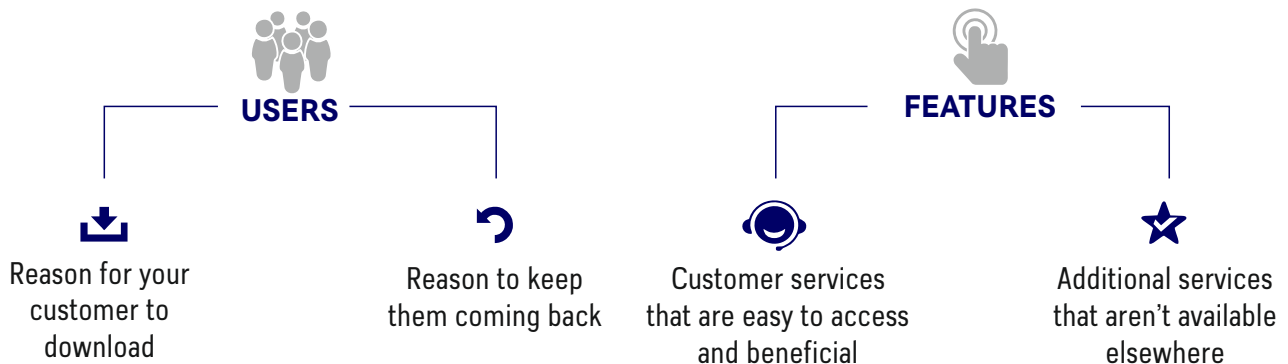 USERS
Reason for your
customer to
download
Reason to keep
them coming back
FEATURES
Customer services
that are easy to access
and beneficial
Additional services
that aren't available
elsewhere